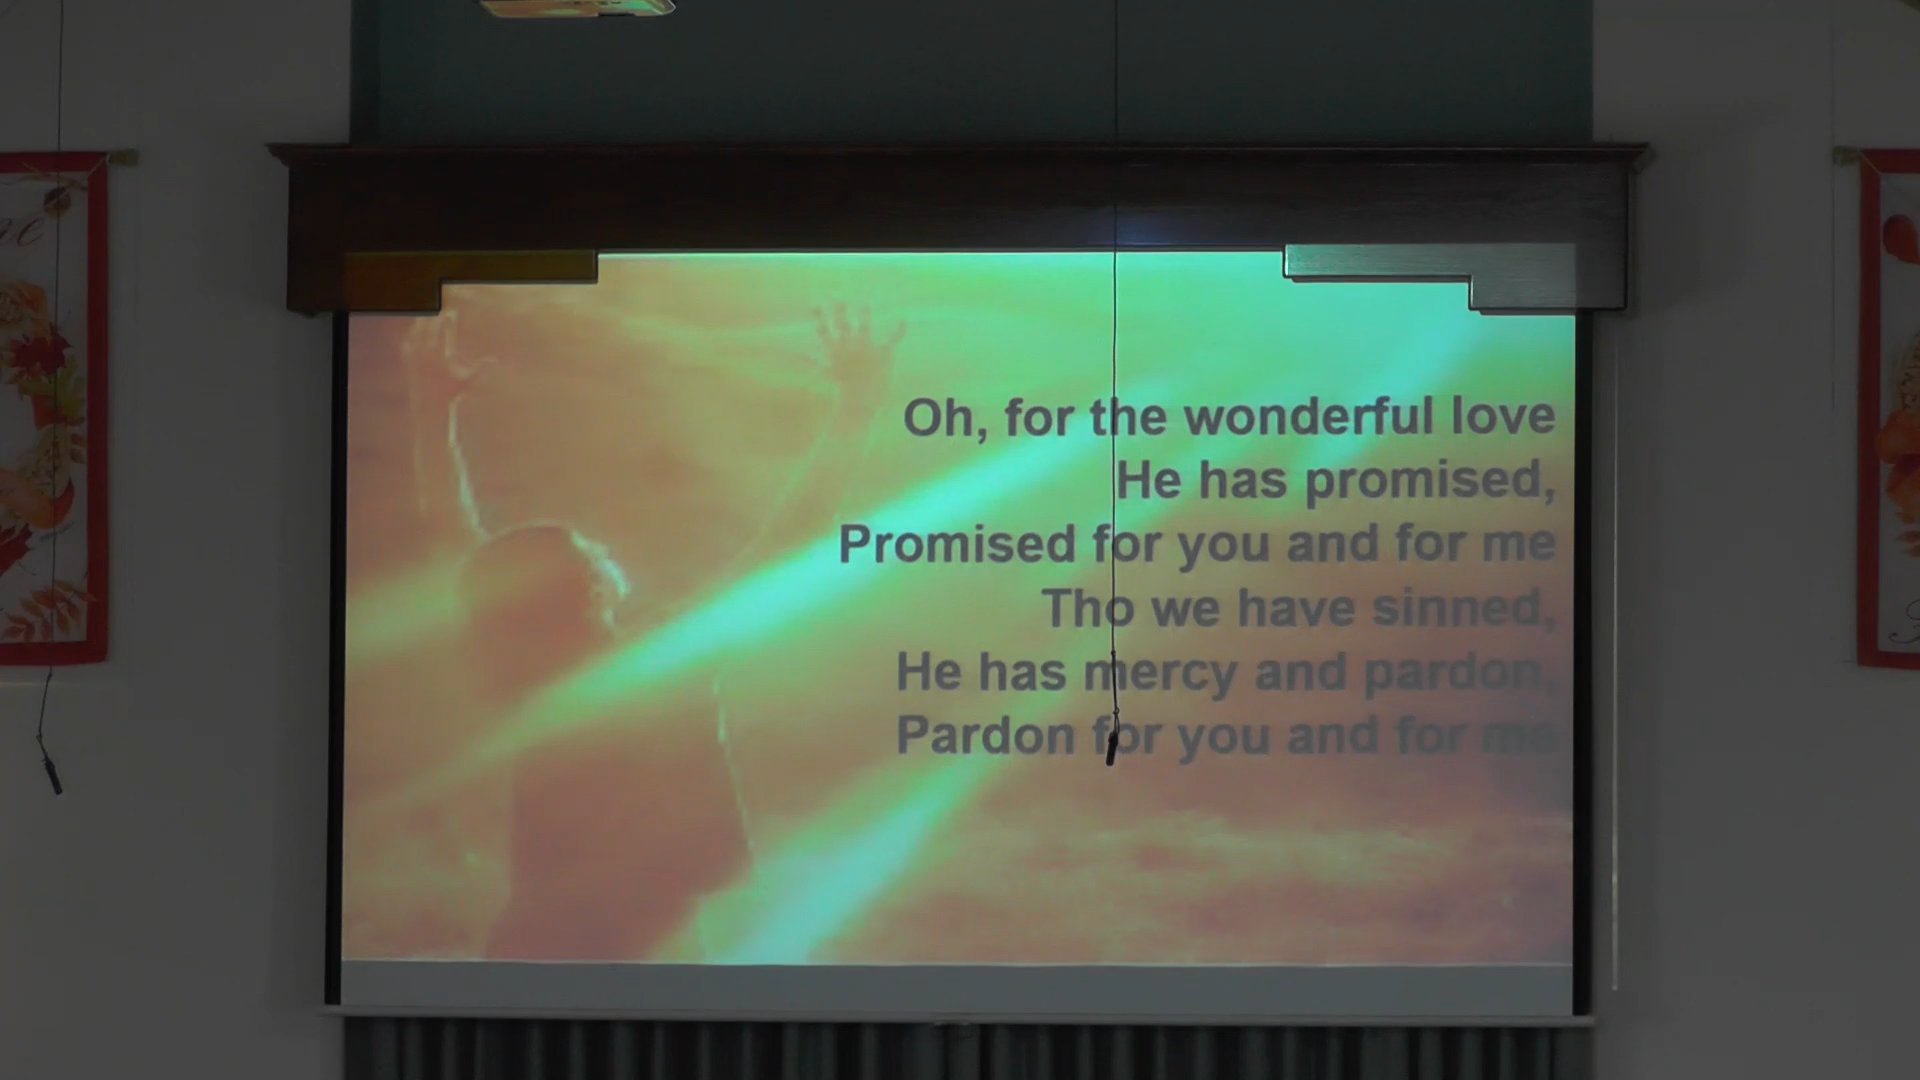 Oh, for the wonderful love
He has promised,
Promised for you and for me
Tho we have sinned,
He has mercy and pardon,
Pardon for you and for me